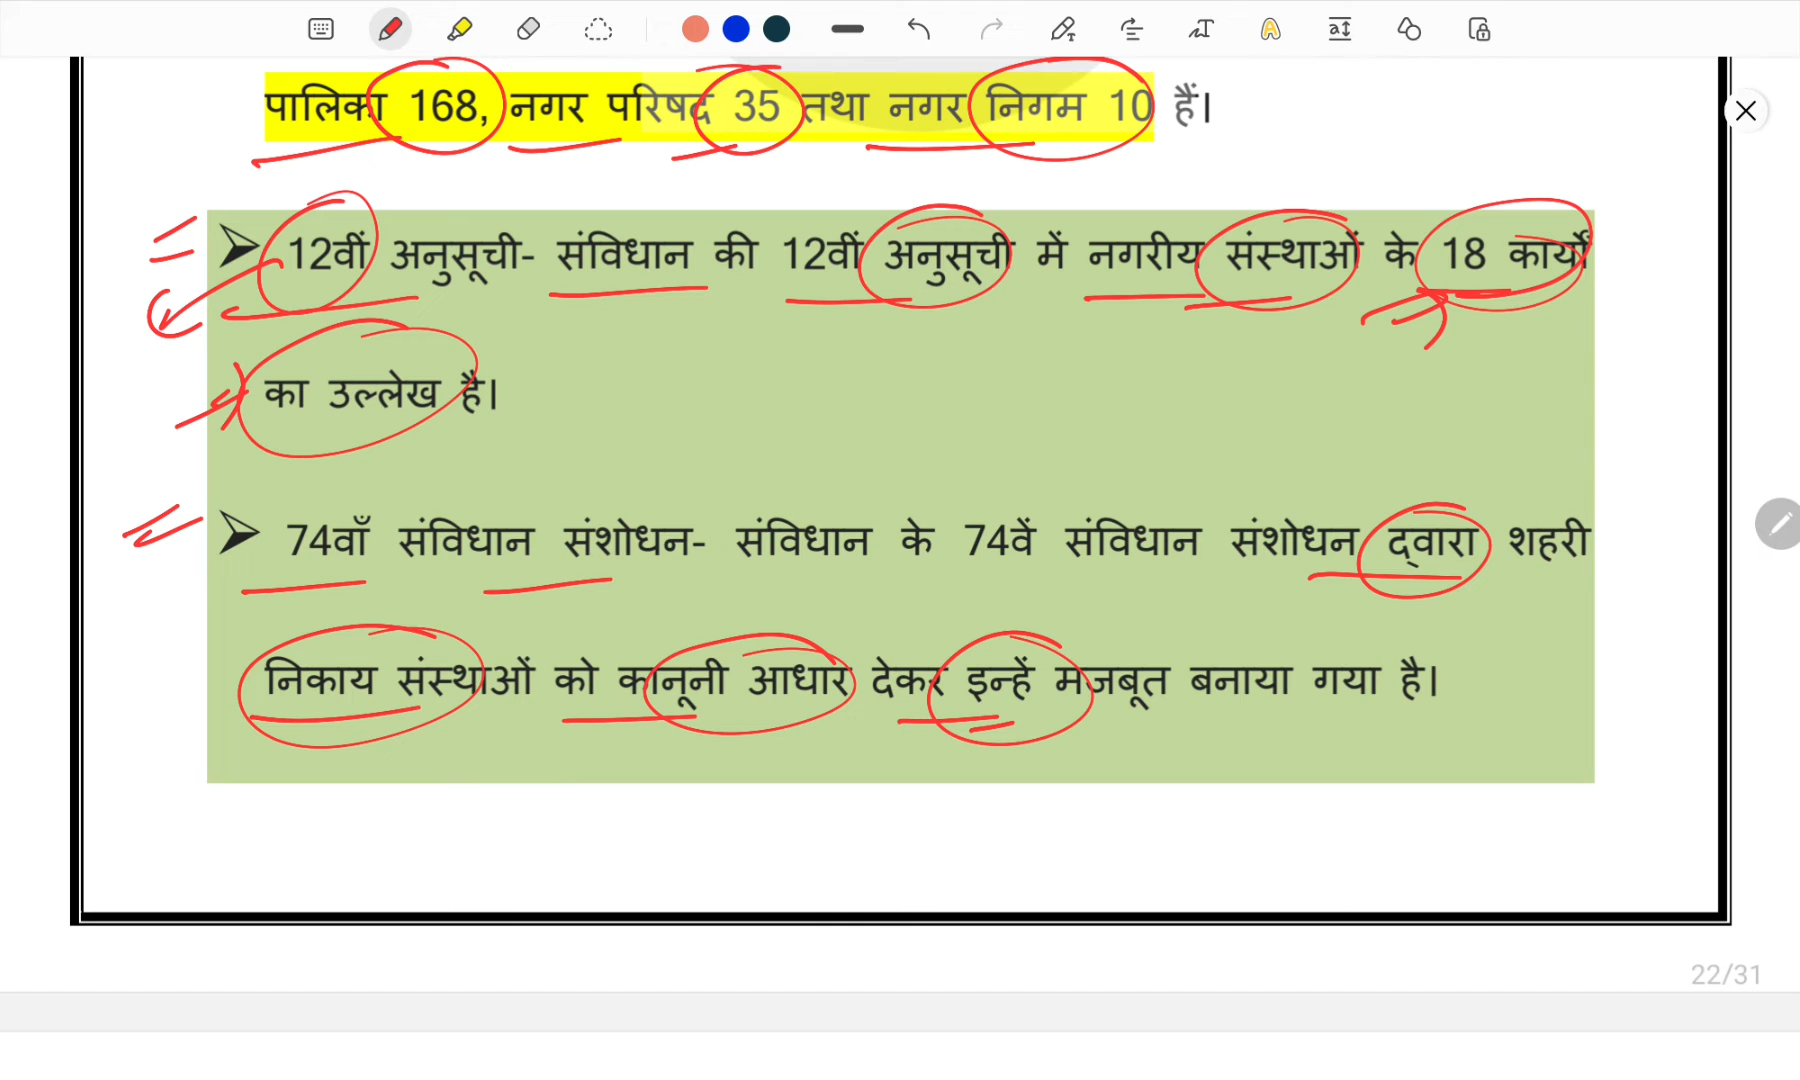 पालिका 168, नगर परिषद 35 तथा नगर निगम 10 हैं।
➢ 12वीं अनुसूची- संविधान की 12वीं अनुसूची में नगरीय संस्थाओं के 18 कार्यों
का उल्लेख है।
➢ 74वाँ संविधान संशोधन- संविधान के 74वें संविधान संशोधन द्वारा शहरी
निकाय संस्थाओं को कानूनी आधार देकर इन्हें मजबूत बनाया गया है।
22/31